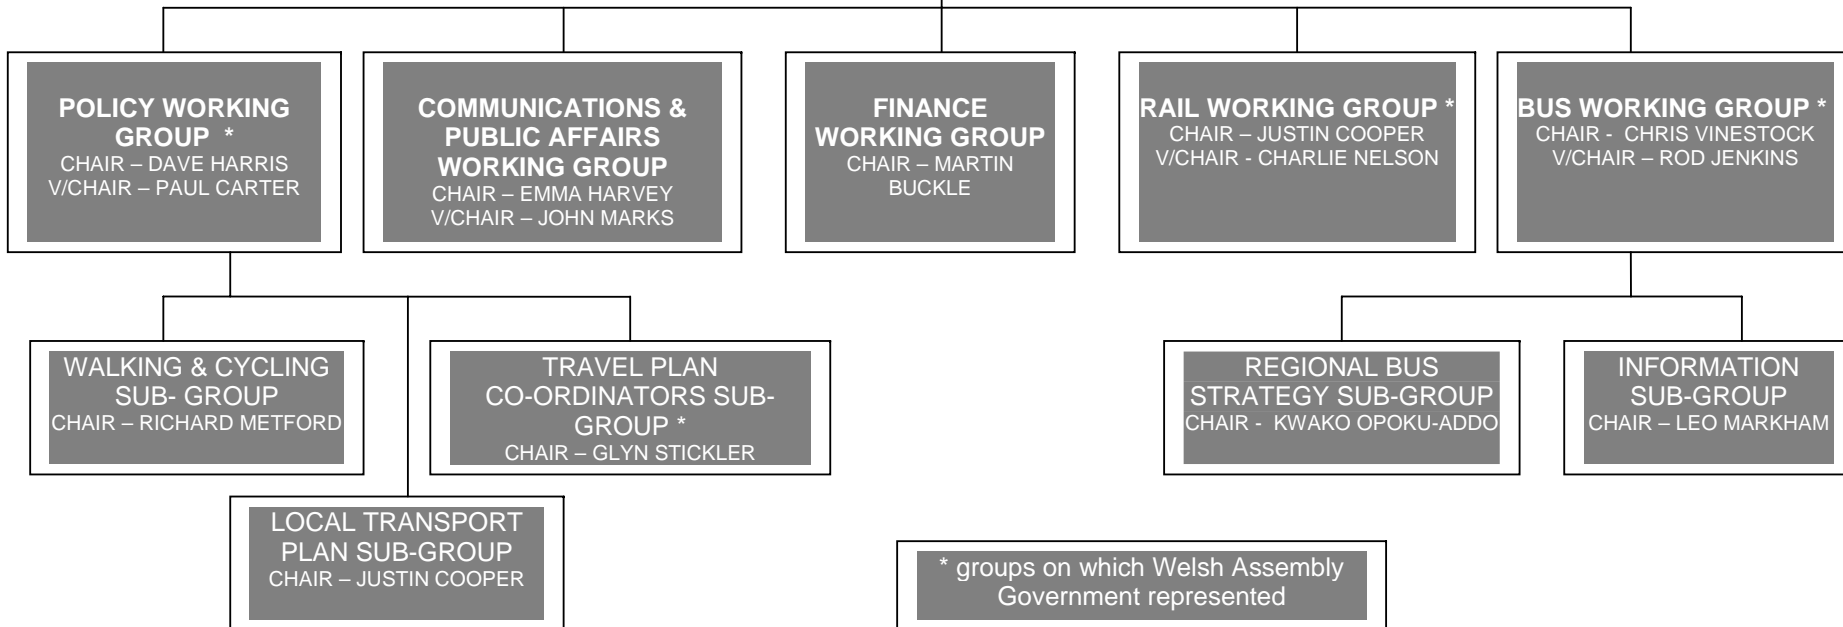 POLICY WORKING
GROUP *
CHAIR – DAVE HARRIS
V/CHAIR – PAUL CARTER
COMMUNICATIONS &
PUBLIC AFFAIRS
WORKING GROUP
CHAIR – EMMA HARVEY
V/CHAIR – JOHN MARKS
FINANCE
WORKING GROUP
CHAIR – MARTIN
BUCKLE
RAIL WORKING GROUP *
CHAIR – JUSTIN COOPER
V/CHAIR - CHARLIE NELSON
BUS WORKING GROUP *
CHAIR - CHRIS VINESTOCK
V/CHAIR – ROD JENKINS
WALKING & CYCLING
SUB- GROUP
CHAIR – RICHARD METFORD
TRAVEL PLAN
CO-ORDINATORS SUB-
GROUP *
CHAIR – GLYN STICKLER
REGIONAL BUS
STRATEGY SUB-GROUP
CHAIR - KWAKO OPOKU-ADDO
INFORMATION
SUB-GROUP
CHAIR – LEO MARKHAM
LOCAL TRANSPORT
PLAN SUB-GROUP
CHAIR – JUSTIN COOPER
* groups on which Welsh Assembly
Government represented